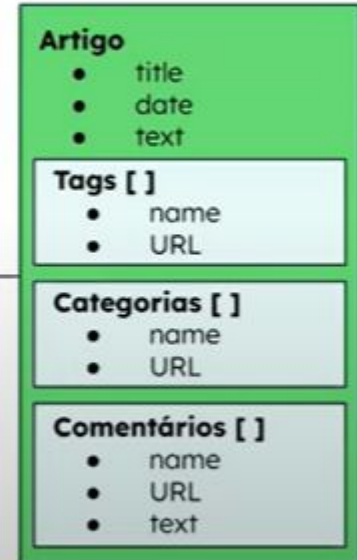 Artigo
● title
● date
● text
Tags [ ]
● name
● URL
Categorias [ ]
● name
● URL
Comentários [ ]
● name
● URL
● text